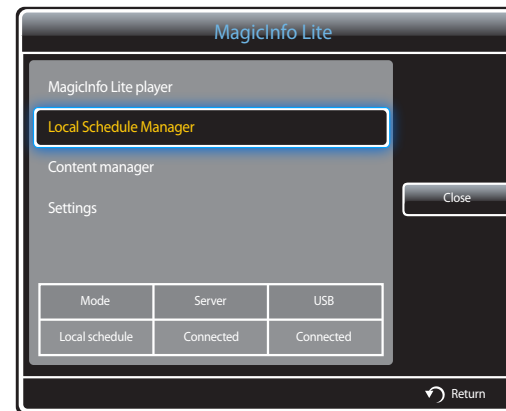 MagicInfo Lite
MagicInfo Lite player
Local Schedule Manager
Content manager
Settings
Close
Mode Server USB
Local schedule Connected Connected
Return